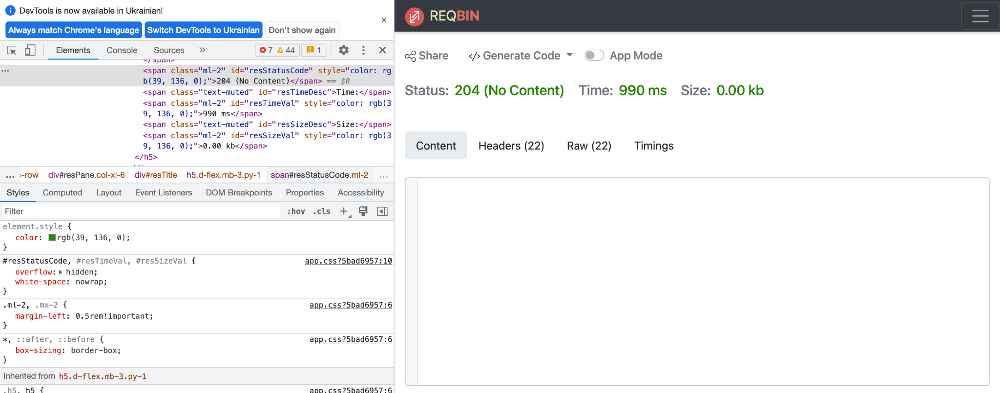 DevTools is now available in Ukrainian!
Always match Chrome's language Switch DevTools to Ukrainian Don't show again
Elements Console Sources 7 44 1
</span>
<span class="ml-2" id="resStatusCode" style="color: rg
b(39, 136, 0);">204 (No Content)</span> == $0
<span class="text-muted" id="resTimeDesc">Time:</span>
<span class="ml-2" id="resTimeVal" style="color: rgb(3
9, 136, 0);">990 ms</span>
<span class="text-muted" id="resSizeDesc">Size:</span>
<span class="ml-2" id="resSizeVal" style="color: rgb(3
9, 136, 0);">0.00 kb</span>
</h5>
... -row div#resPane.col-xl-6 div#resTitle h5.d-flex.mb-3.py-1 span#resStatusCode.ml-2 ...
Styles Computed Layout Event Listeners DOM Breakpoints Properties Accessibility
Filter :hov .cls
element.style {
color: rgb(39, 136, 0);
}
#resStatusCode, #resTimeVal, #resSizeVal { app.css?5bad6957:10
overflow: hidden;
white-space: nowrap;
}
.ml-2, .mx-2 { app.css?5bad6957:6
margin-left: 0.5rem!important;
}
*, ::after, ::before { app.css?5bad6957:6
box-sizing: border-box;
}
Inherited from h5.d-flex.mb-3.py-1
.h5, h5 { app.css?5bad6957:6
REQBIN
Share </> Generate Code App Mode
Status: 204 (No Content) Time: 990 ms Size: 0.00 kb
Content Headers (22) Raw (22) Timings